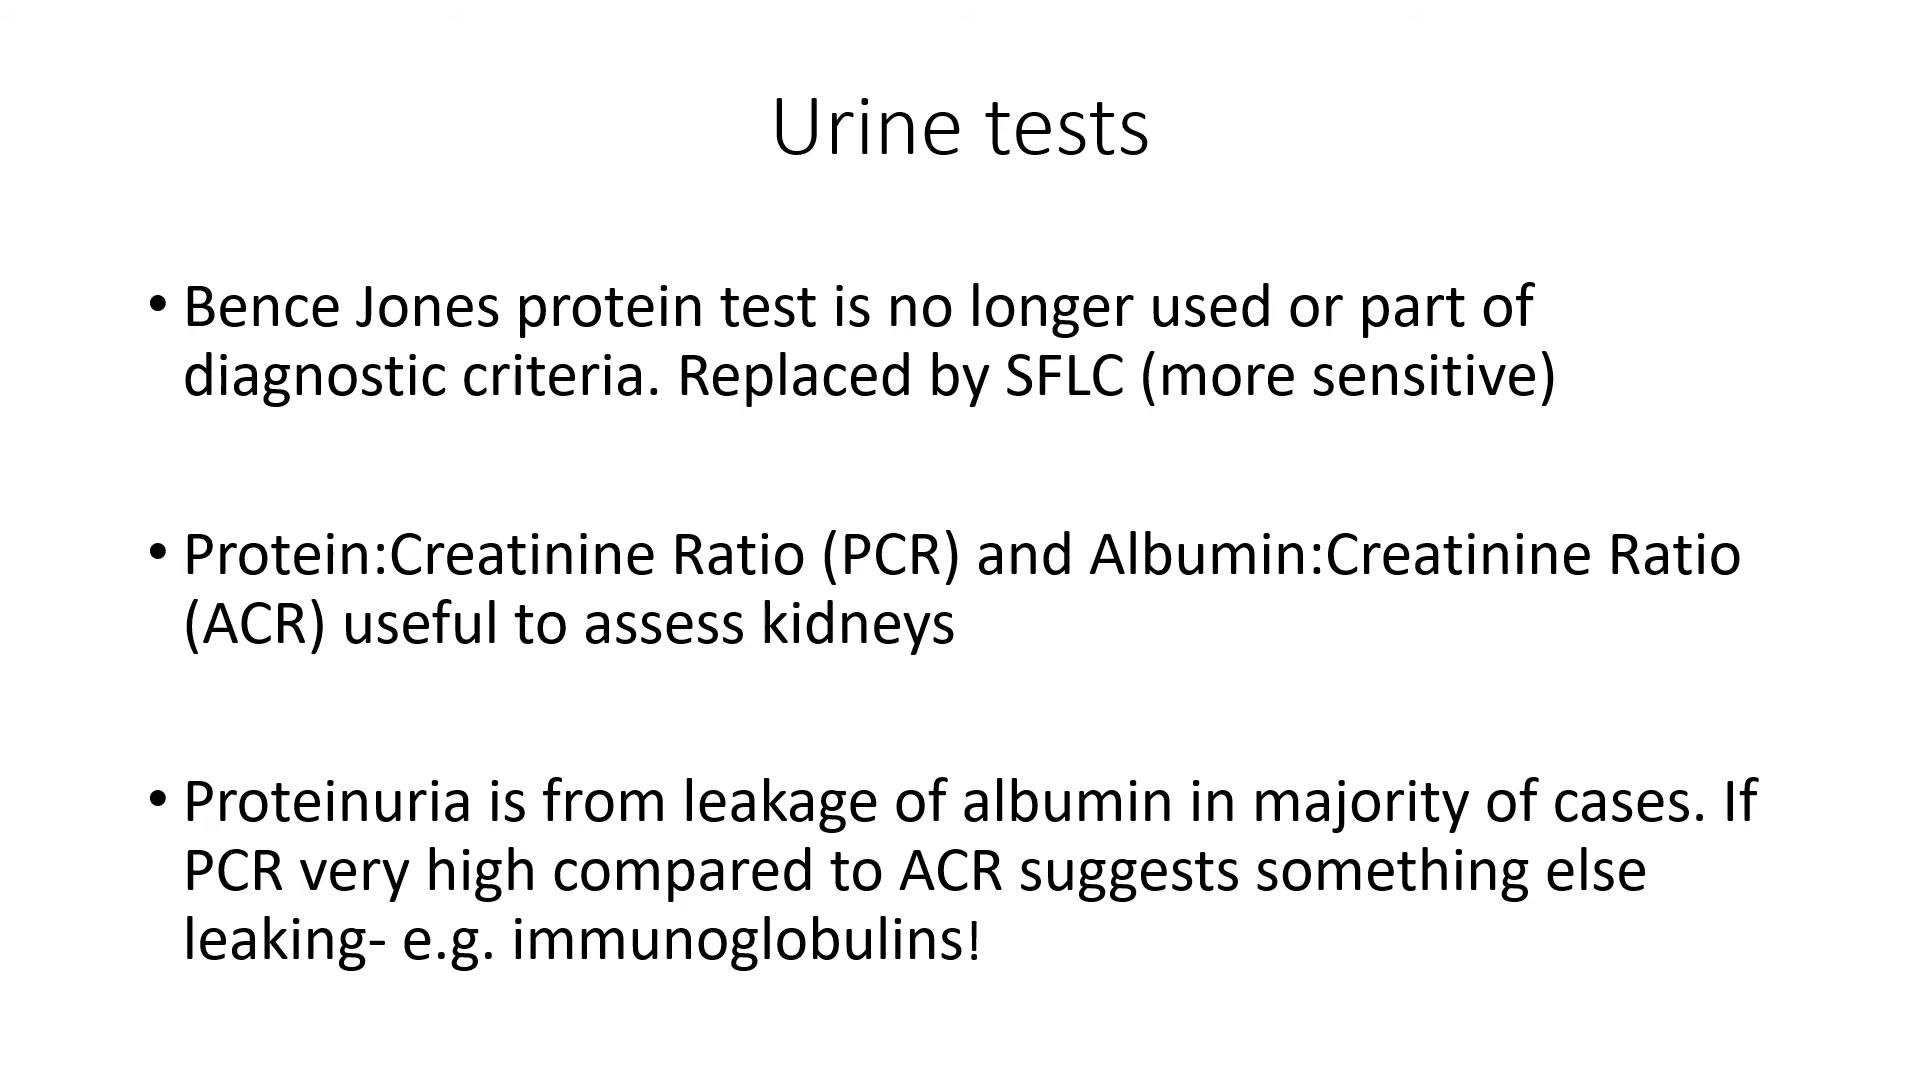 Urine tests
• Bence Jones protein test is no longer used or part of
diagnostic criteria. Replaced by SFLC (more sensitive)
• Protein:Creatinine Ratio (PCR) and Albumin:Creatinine Ratio
(ACR) useful to assess kidneys
• Proteinuria is from leakage of albumin in majority of cases. If
PCR very high compared to ACR suggests something else
leaking- e.g. immunoglobulins!